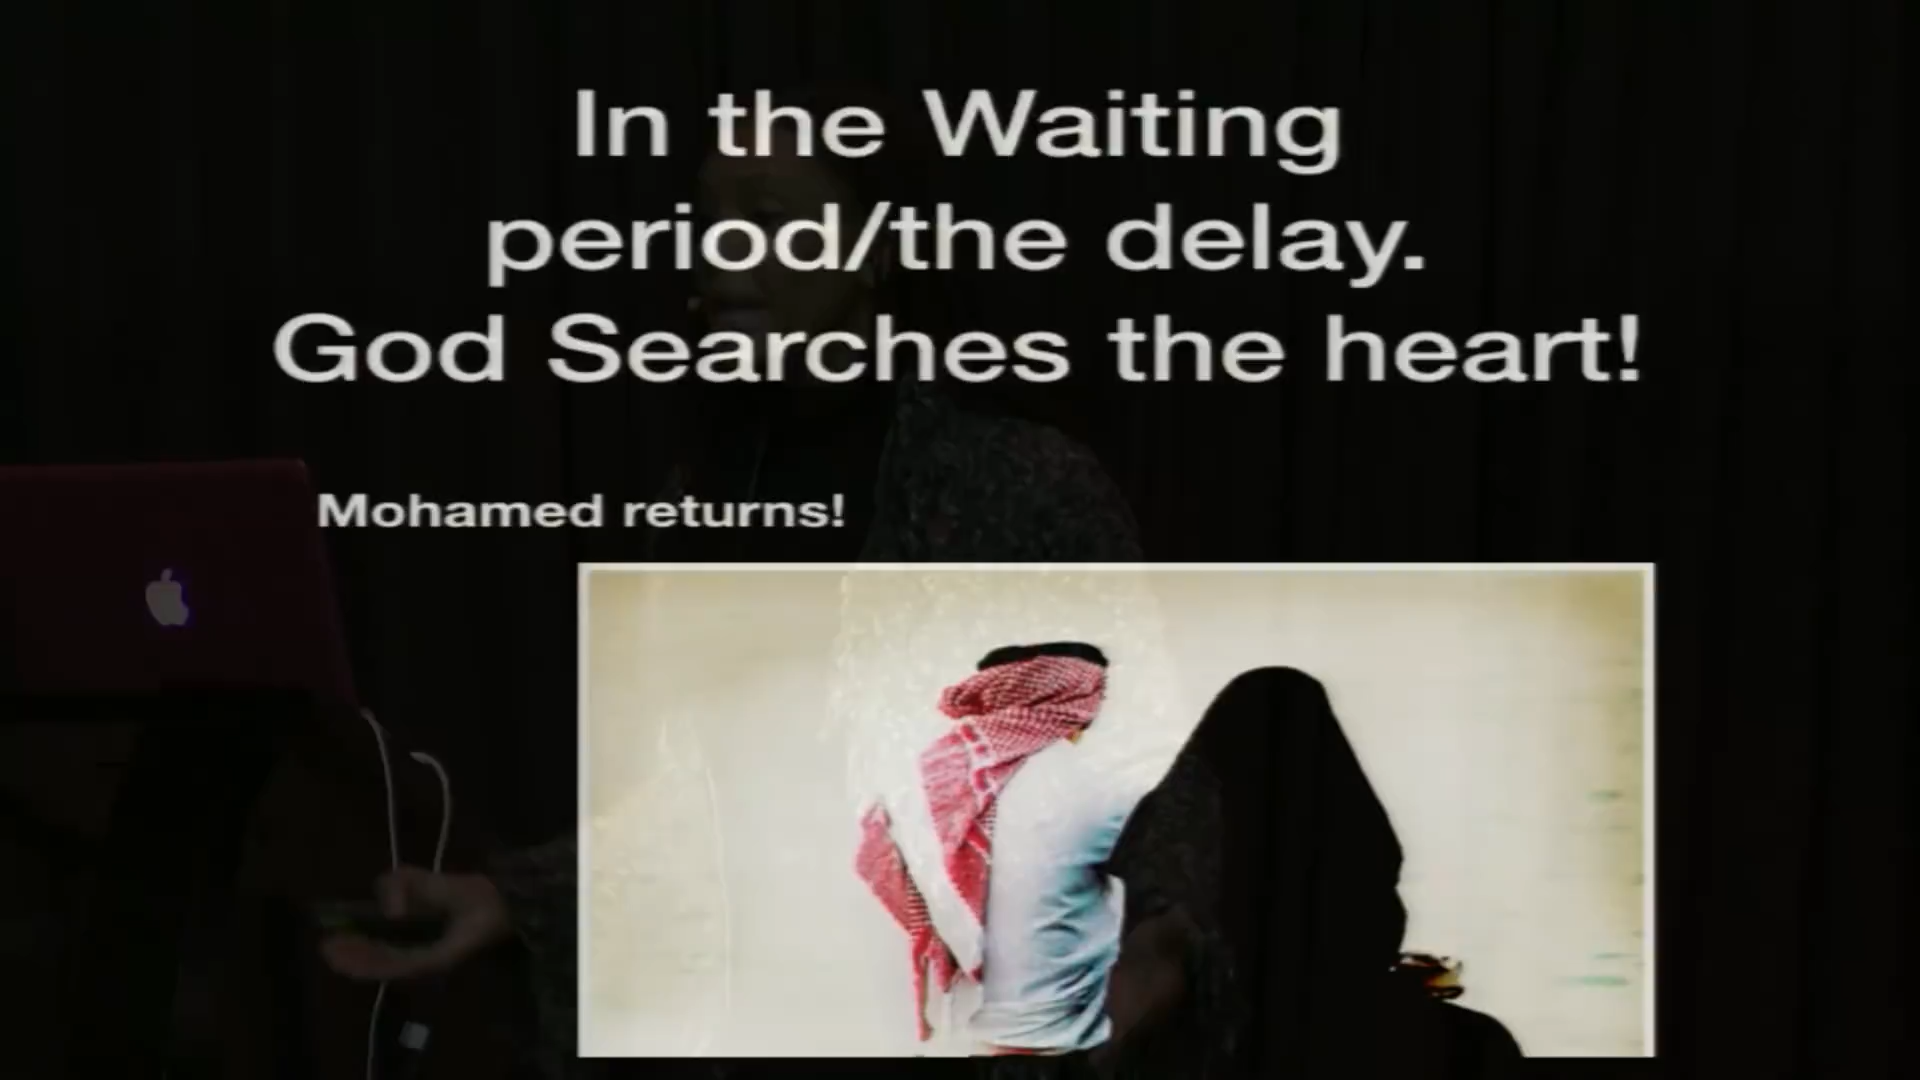 In the Waiting
period/the delay.
God Searches the heart!
Mohamed returns!